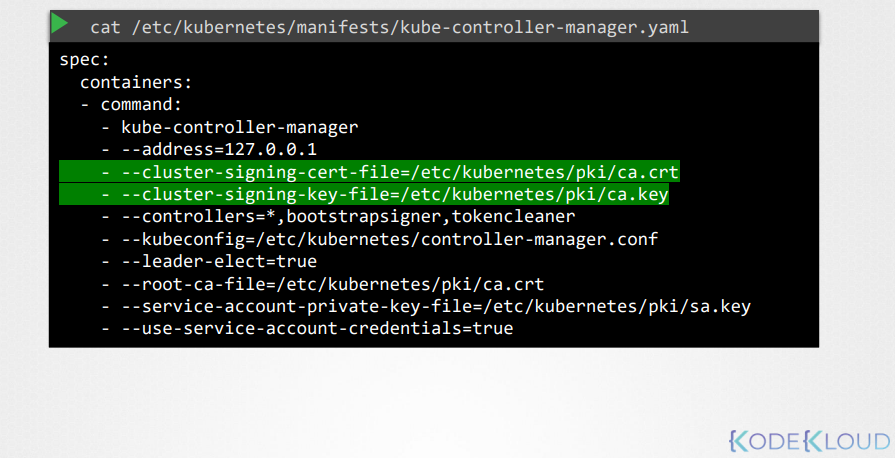 cat /etc/kubernetes/manifests/kube-controller-manager.yaml
spec:
  containers:
  - command:
    - kube-controller-manager
    - --address=127.0.0.1
    - --cluster-signing-cert-file=/etc/kubernetes/pki/ca.crt
    - --cluster-signing-key-file=/etc/kubernetes/pki/ca.key
    - --controllers=*,bootstrapsigner,tokencleaner
    - --kubeconfig=/etc/kubernetes/controller-manager.conf
    - --leader-elect=true
    - --root-ca-file=/etc/kubernetes/pki/ca.crt
    - --service-account-private-key-file=/etc/kubernetes/pki/sa.key
    - --use-service-account-credentials=true
KODEKLOUD